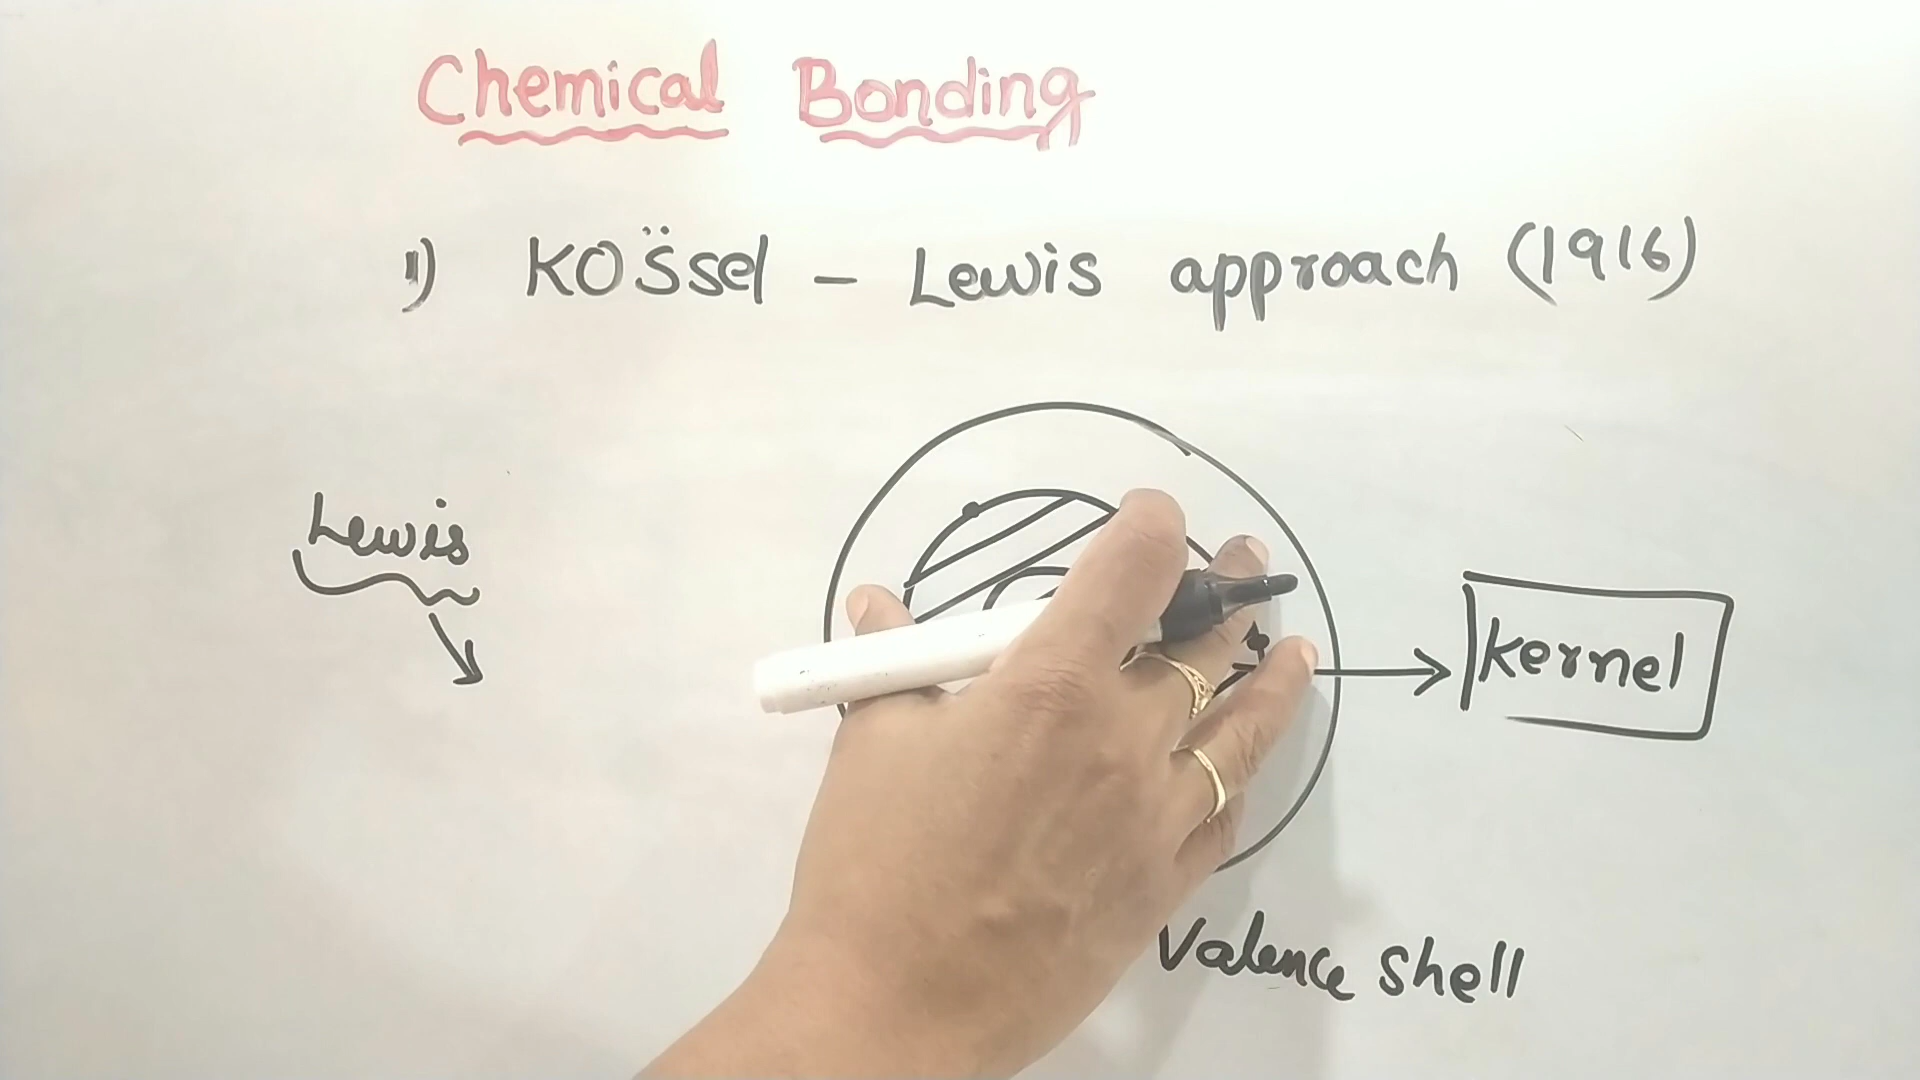 Chemical Bonding
1) KÖssel - Lewis approach (1916)
Lewis
kernel
Valence shell